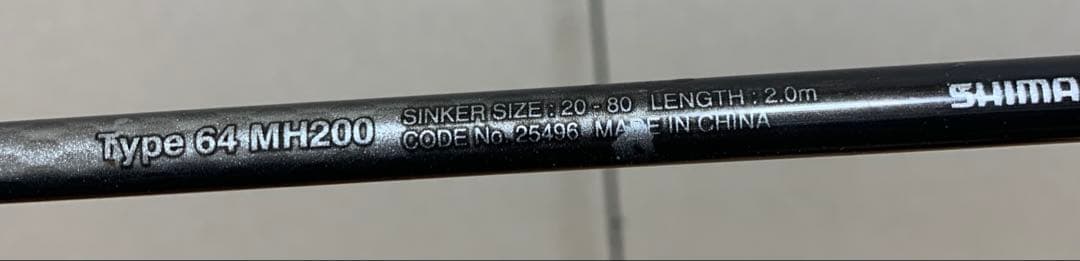 Type 64 MH200
SINKER SIZE : 20 - 80 LENGTH : 2.0m
CODE No. 25496 MADE IN CHINA
SHIMA